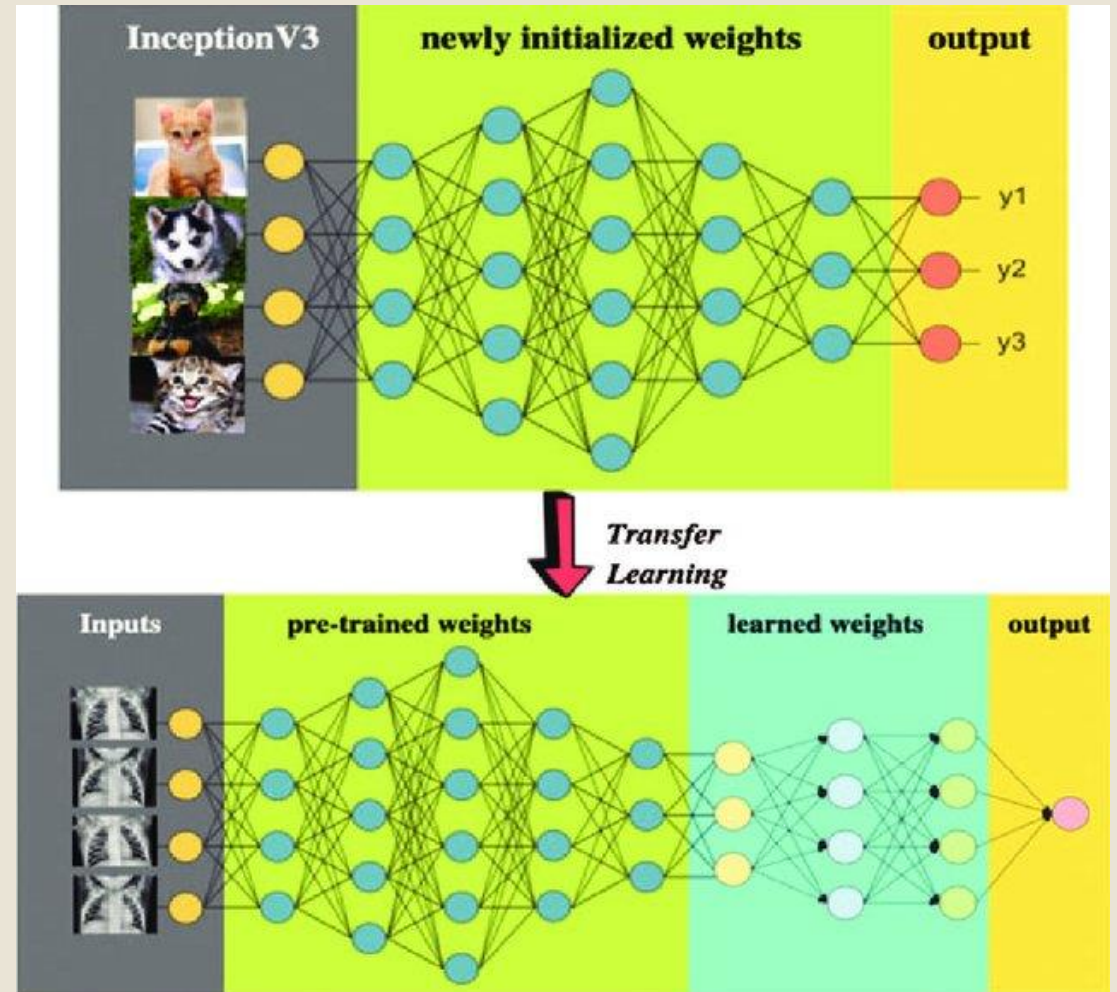 InceptionV3 newly initialized weights output
y1
y2
y3
Transfer
Learning
Inputs pre-trained weights learned weights output